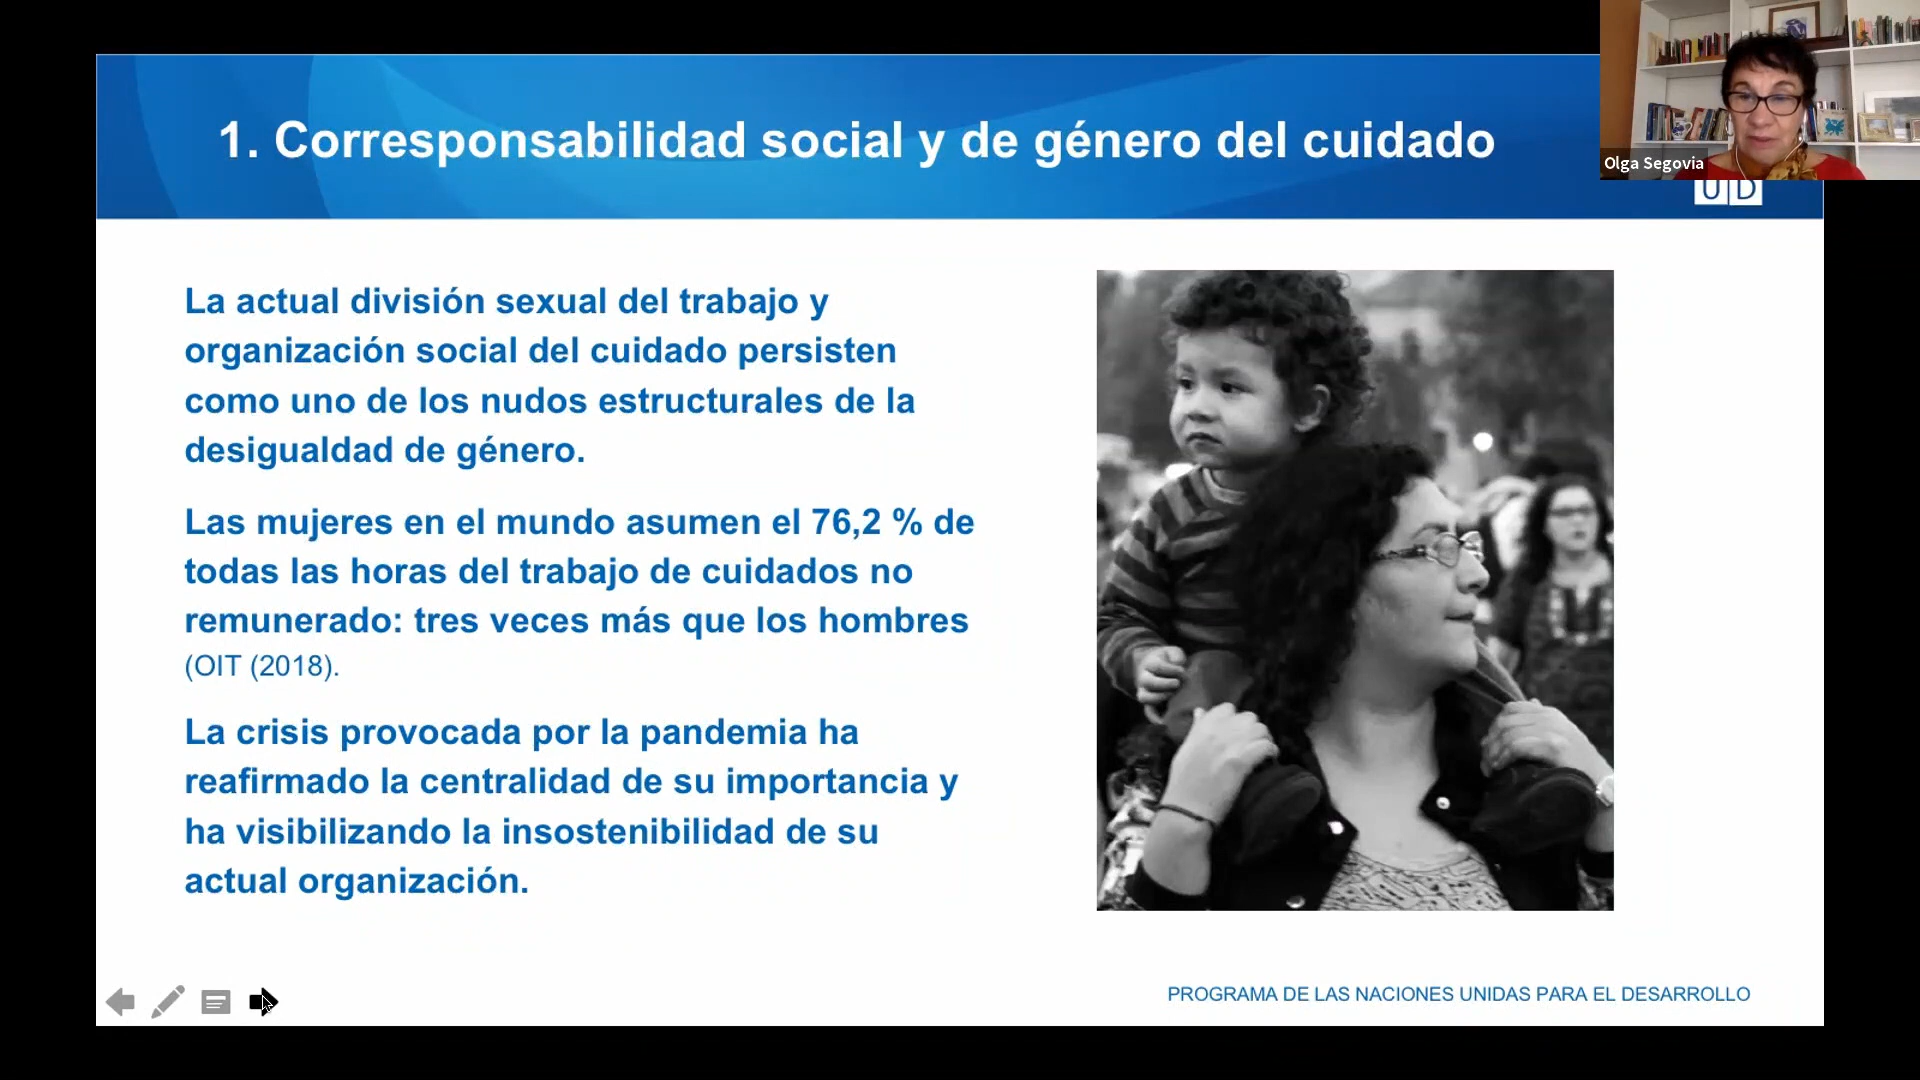 1. Corresponsabilidad social y de género del cuidado
Olga Segovia
U D
La actual división sexual del trabajo y
organización social del cuidado persisten
como uno de los nudos estructurales de la
desigualdad de género.
Las mujeres en el mundo asumen el 76,2 % de
todas las horas del trabajo de cuidados no
remunerado: tres veces más que los hombres
(OIT (2018).
La crisis provocada por la pandemia ha
reafirmado la centralidad de su importancia y
ha visibilizando la insostenibilidad de su
actual organización.
PROGRAMA DE LAS NACIONES UNIDAS PARA EL DESARROLLO